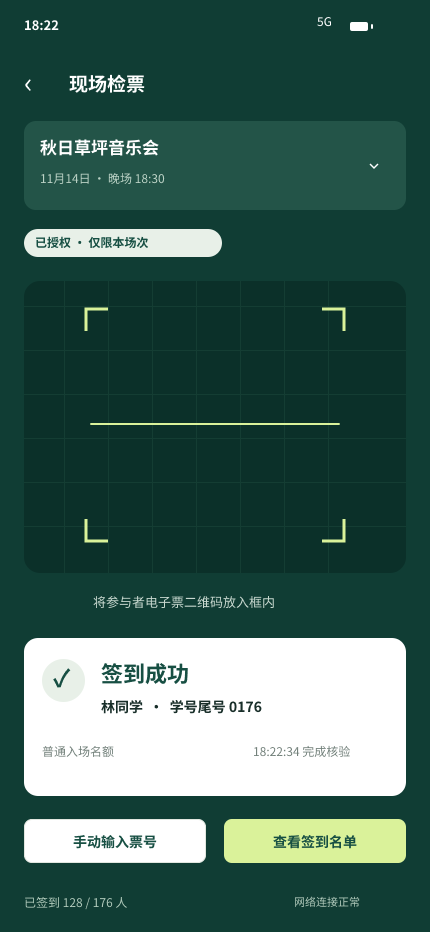 18:22 5G
现场检票
秋日草坪音乐会
11月14日 · 晚场 18:30
已授权 · 仅限本场次
将参与者电子票二维码放入框内
签到成功
林同学 · 学号尾号 0176
普通入场名额 18:22:34 完成核验
手动输入票号 查看签到名单
已签到 128 / 176 人 网络连接正常